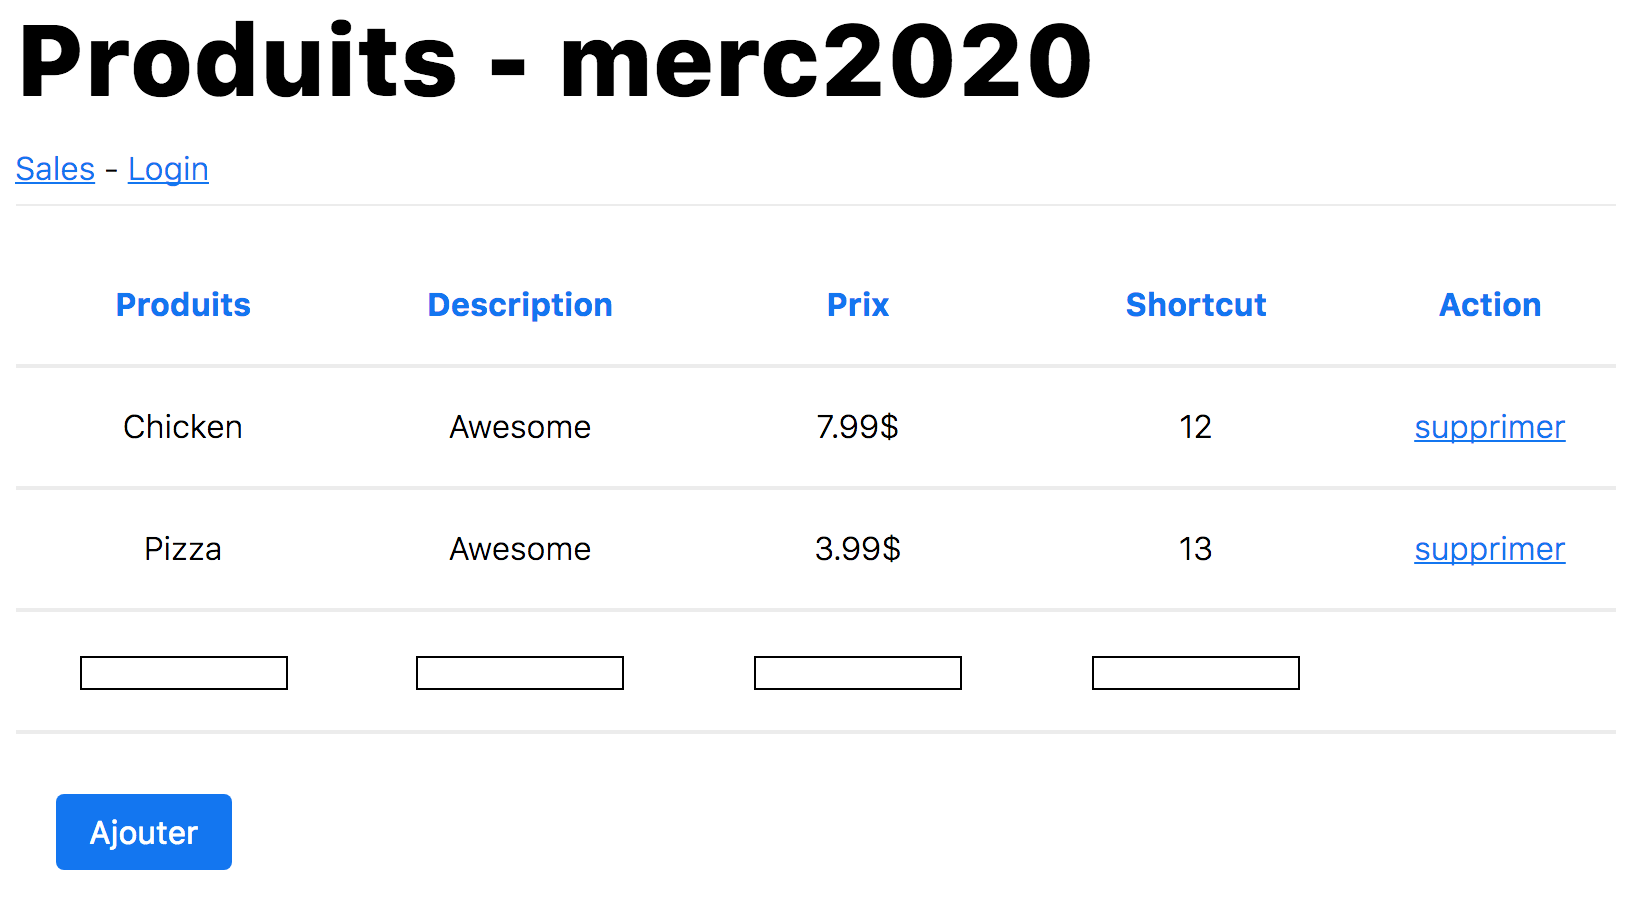 Produits - merc2020
Sales - Login
Produits Description Prix Shortcut Action
Chicken Awesome 7.99$ 12 supprimer
Pizza Awesome 3.99$ 13 supprimer
Ajouter